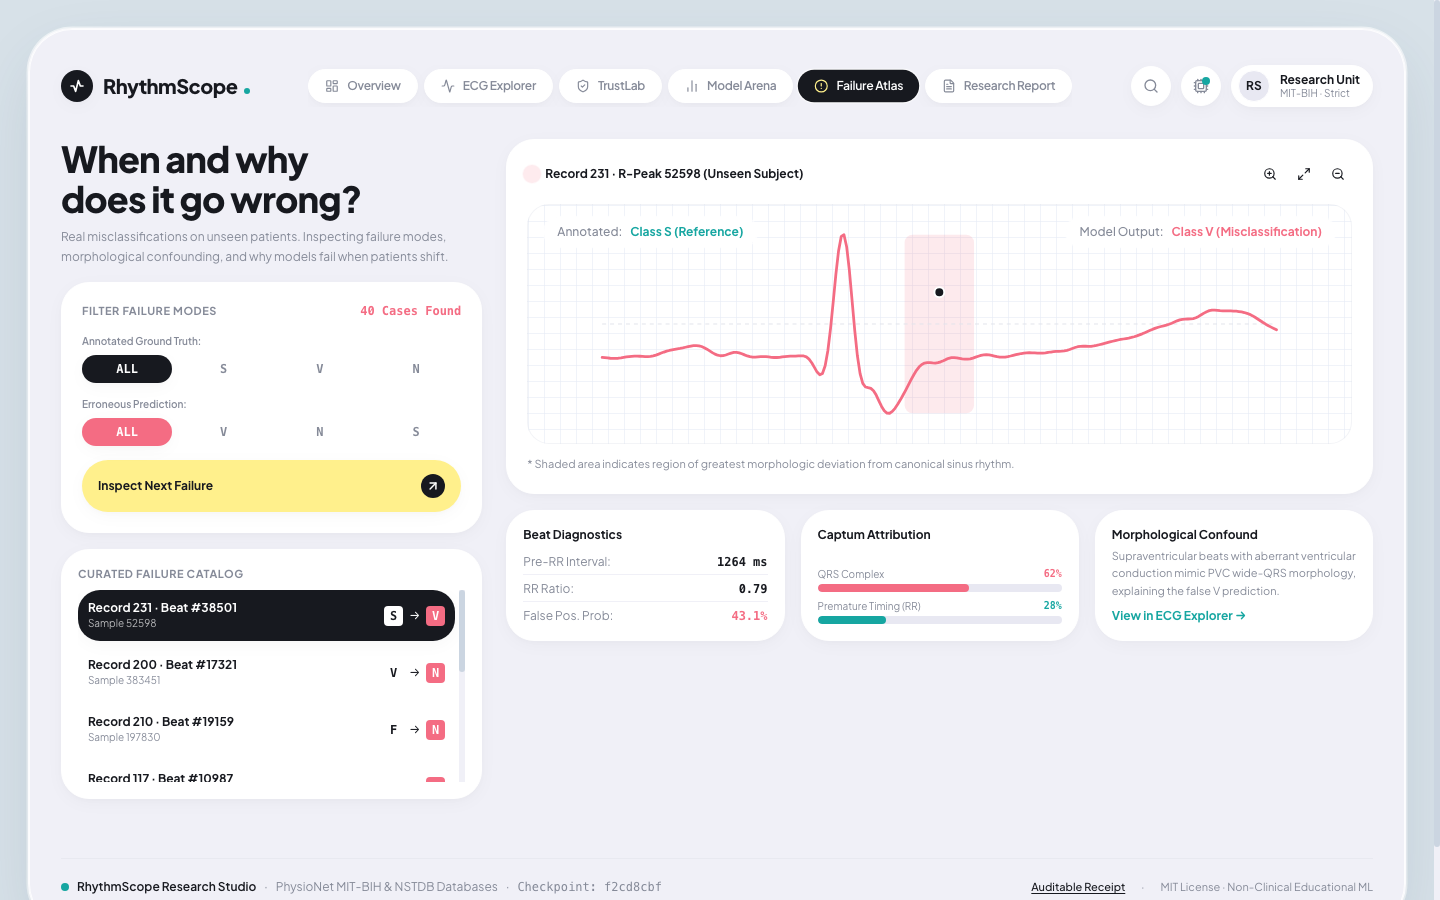 RhythmScope
Overview
ECG Explorer
TrustLab
Model Arena
Failure Atlas
Research Report
RS
Research Unit
MIT-BIH · Strict
When and why
does it go wrong?
Real misclassifications on unseen patients. Inspecting failure modes,
morphological confounding, and why models fail when patients shift.
FILTER FAILURE MODES
40 Cases Found
Annotated Ground Truth:
ALL S V N
Erroneous Prediction:
ALL V N S
Inspect Next Failure
CURATED FAILURE CATALOG
Record 231 · Beat #38501
Sample 52598
S → V
Record 200 · Beat #17321
Sample 383451
V → N
Record 210 · Beat #19159
Sample 197830
F → N
Record 117 · Beat #10987
Record 231 · R-Peak 52598 (Unseen Subject)
Annotated: Class S (Reference)
Model Output: Class V (Misclassification)
* Shaded area indicates region of greatest morphologic deviation from canonical sinus rhythm.
Beat Diagnostics
Pre-RR Interval: 1264 ms
RR Ratio: 0.79
False Pos. Prob: 43.1%
Captum Attribution
QRS Complex 62%
Premature Timing (RR) 28%
Morphological Confound
Supraventricular beats with aberrant ventricular
conduction mimic PVC wide-QRS morphology,
explaining the false V prediction.
View in ECG Explorer →
RhythmScope Research Studio · PhysioNet MIT-BIH & NSTDB Databases · Checkpoint: f2cd8cbf
Auditable Receipt · MIT License · Non-Clinical Educational ML